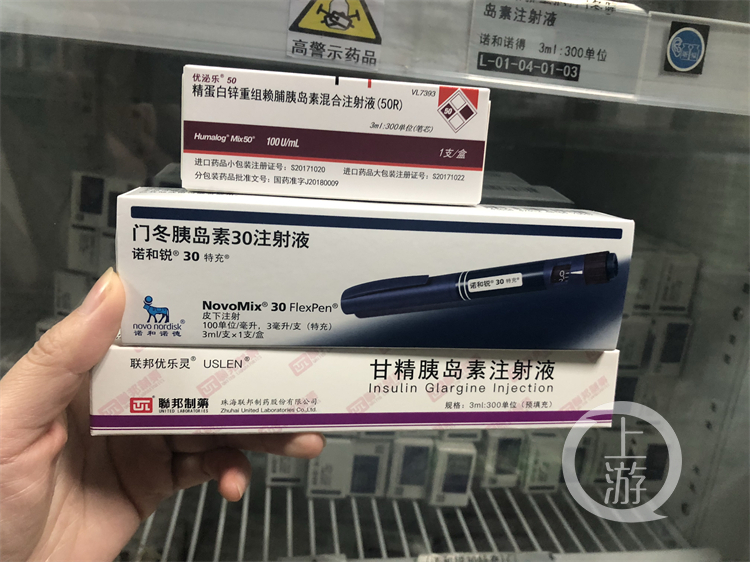 高警示药品
岛素注射液
诺和诺得 3ml:300单位
L-01-04-01-03
优泌乐® 50
VL7393
精蛋白锌重组赖脯胰岛素混合注射液(50R)
50
3ml:300单位(笔芯)
Humalog® Mix50® 100 U/mL
1支/盒
进口药品小包装注册证号:S20171020 进口药品大包装注册证号:S20171022
分包装药品批准文号:国药准字J20180009
门冬胰岛素30注射液
诺和锐® 30 特充®
诺和锐® 30 特充®
NovoMix® 30 FlexPen®
皮下注射
100单位/毫升,3毫升/支(特充)
3ml/支×1支/盒
novo nordisk®
诺和诺德
联邦优乐灵® USLEN®
甘精胰岛素注射液
Insulin Glargine Injection
聯邦制藥
UNITED LABORATORIES
珠海联邦制药股份有限公司
Zhuhai United Laboratories Co.,Ltd.
规格:3ml:300单位(预填充)
上游